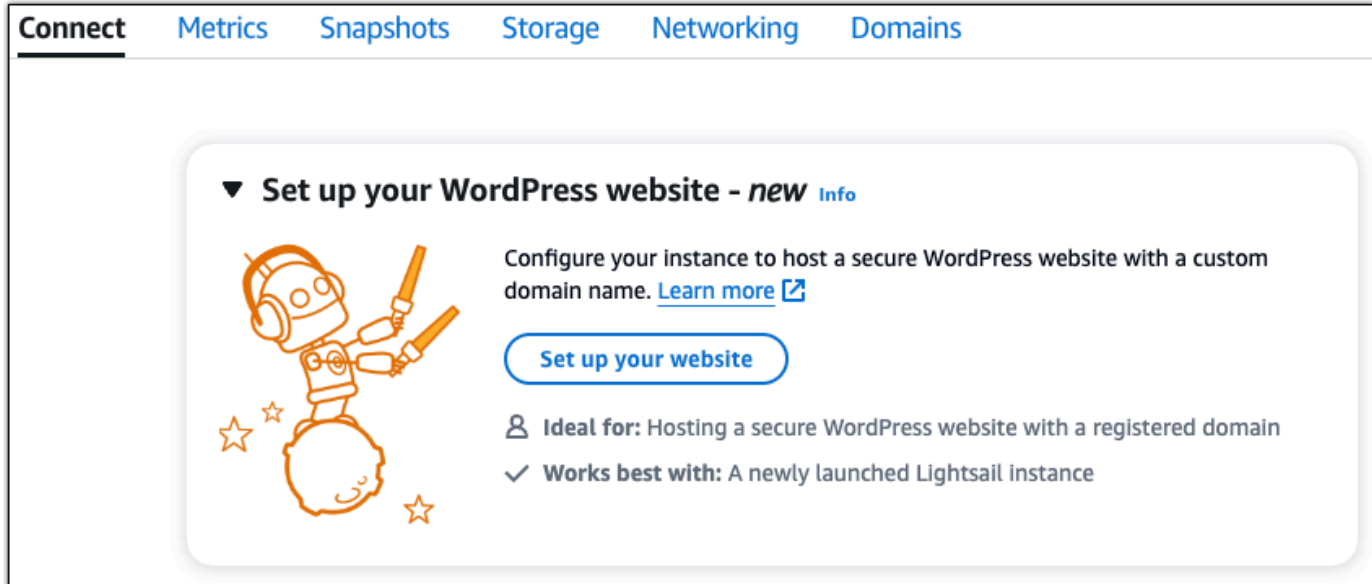 Connect Metrics Snapshots Storage Networking Domains
Set up your WordPress website - new Info
Configure your instance to host a secure WordPress website with a custom
domain name. Learn more
Set up your website
Ideal for: Hosting a secure WordPress website with a registered domain
Works best with: A newly launched Lightsail instance